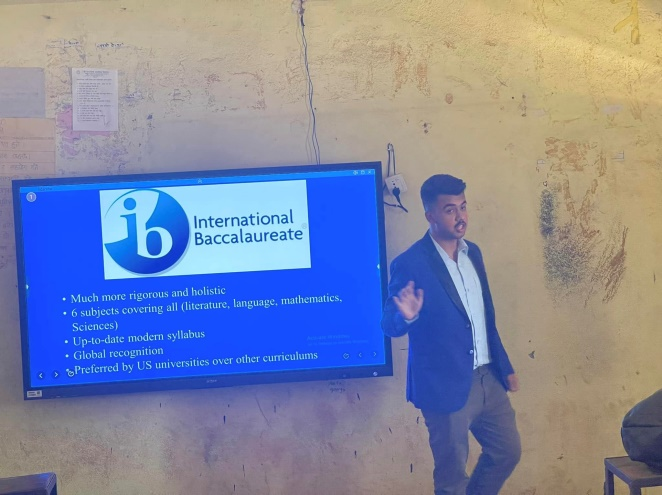 ib International
Baccalaureate
• Much more rigorous and holistic
• 6 subjects covering all (literature, language, mathematics,
Sciences)
• Up-to-date modern syllabus
• Global recognition
• Preferred by US universities over other curriculums